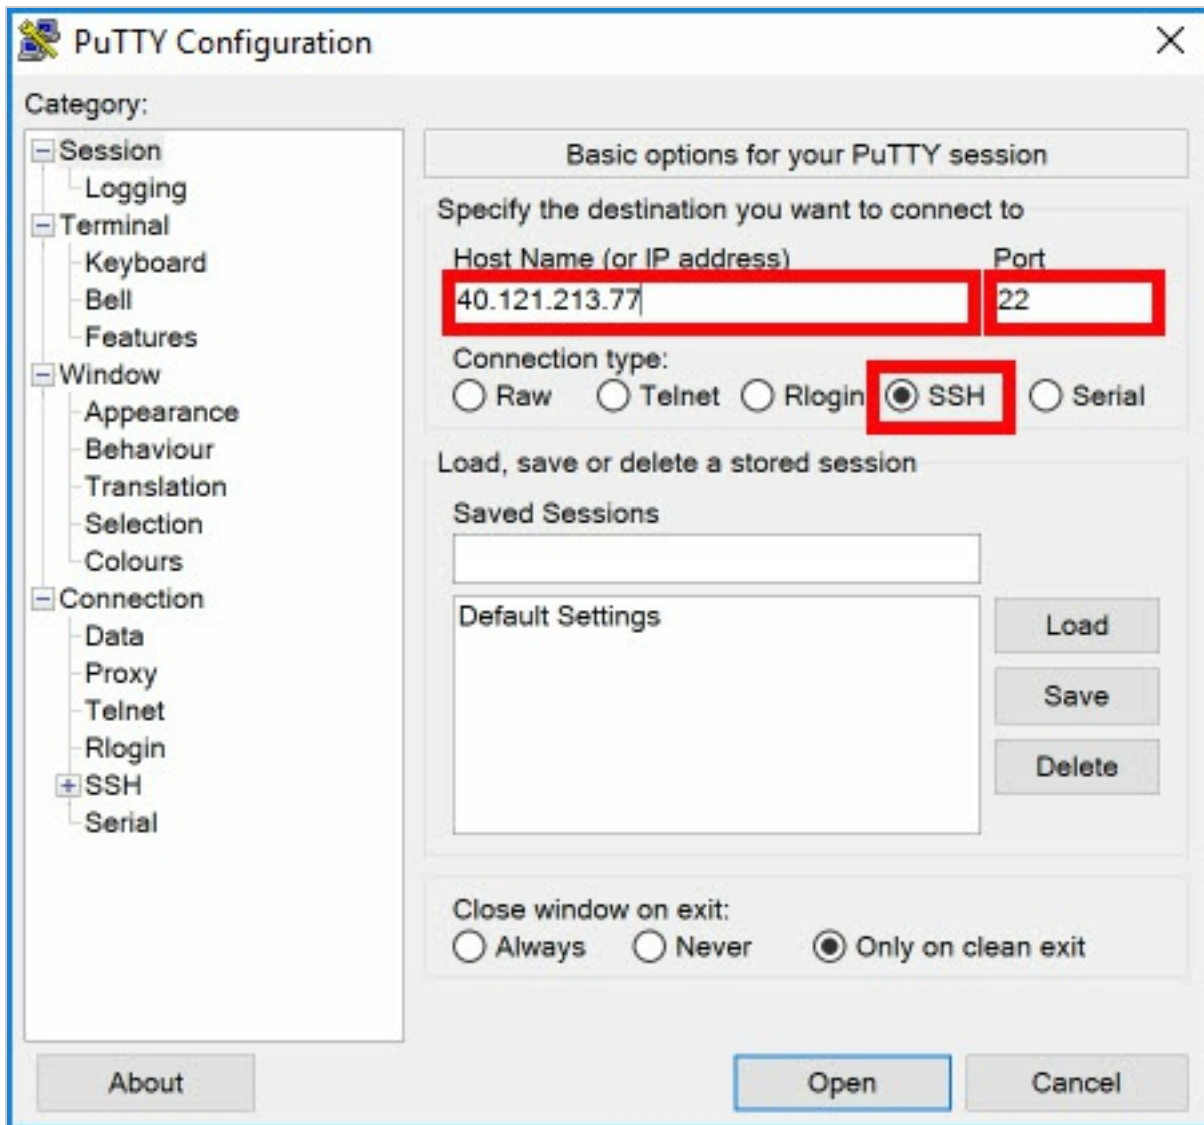 PuTTY Configuration
Category:
Session
Logging
Terminal
Keyboard
Bell
Features
Window
Appearance
Behaviour
Translation
Selection
Colours
Connection
Data
Proxy
Telnet
Rlogin
SSH
Serial
Basic options for your PuTTY session
Specify the destination you want to connect to
Host Name (or IP address) Port
40.121.213.77 22
Connection type:
Raw Telnet Rlogin SSH Serial
Load, save or delete a stored session
Saved Sessions
Default Settings
Load
Save
Delete
Close window on exit:
Always Never Only on clean exit
About Open Cancel